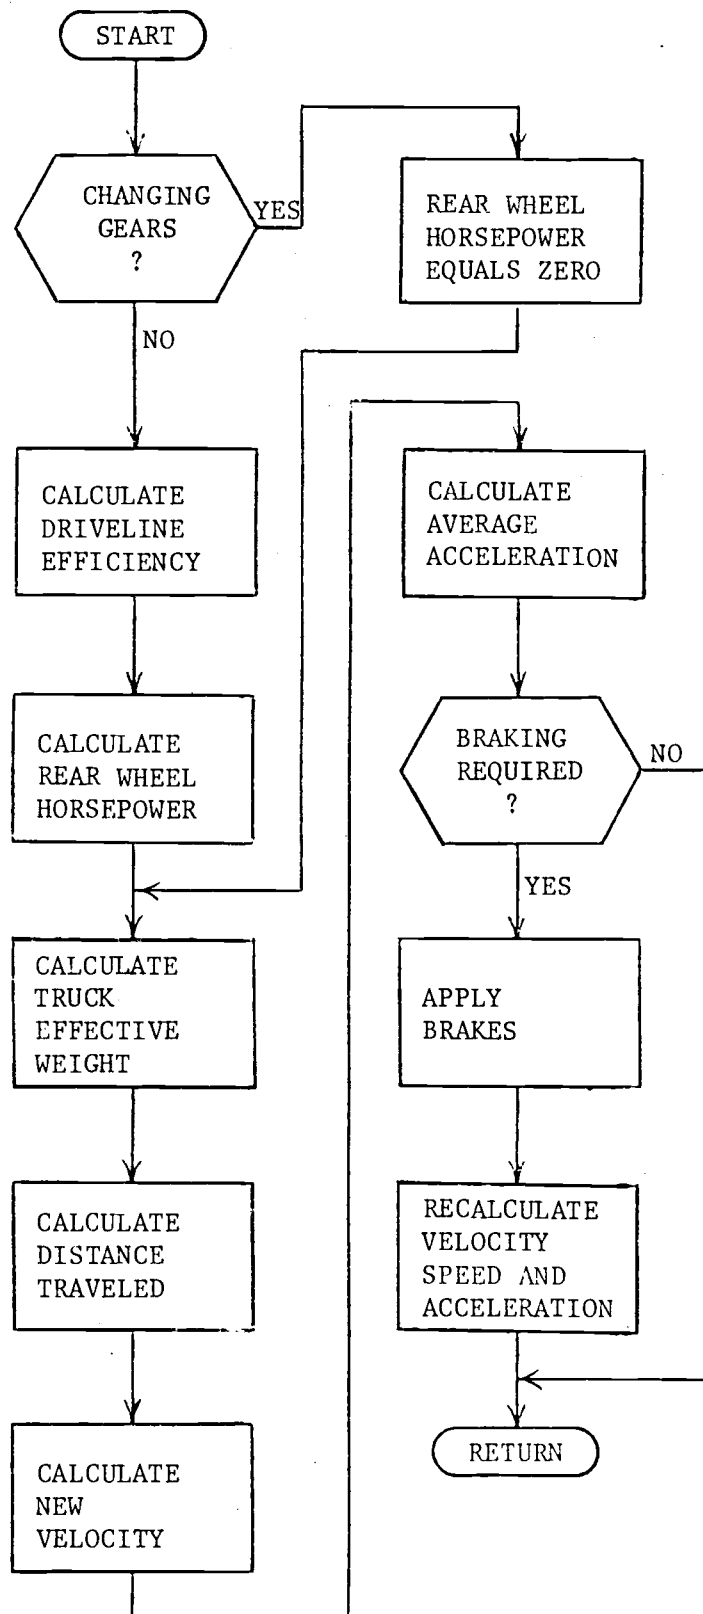 START
CHANGING
GEARS
?
YES
REAR WHEEL
HORSEPOWER
EQUALS ZERO
NO
CALCULATE
DRIVELINE
EFFICIENCY
CALCULATE
REAR WHEEL
HORSEPOWER
CALCULATE
TRUCK
EFFECTIVE
WEIGHT
CALCULATE
DISTANCE
TRAVELED
CALCULATE
NEW
VELOCITY
CALCULATE
AVERAGE
ACCELERATION
BRAKING
REQUIRED
?
NO
YES
APPLY
BRAKES
RECALCULATE
VELOCITY
SPEED AND
ACCELERATION
RETURN